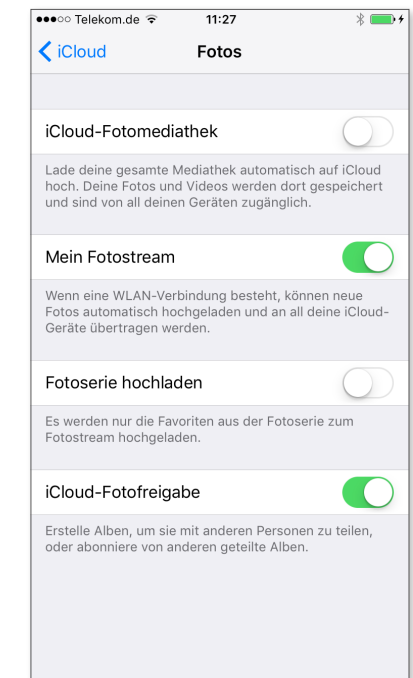 Telekom.de 11:27
iCloud Fotos
iCloud-Fotomediathek
Lade deine gesamte Mediathek automatisch auf iCloud
hoch. Deine Fotos und Videos werden dort gespeichert
und sind von all deinen Geräten zugänglich.
Mein Fotostream
Wenn eine WLAN-Verbindung besteht, können neue
Fotos automatisch hochgeladen und an all deine iCloud-
Geräte übertragen werden.
Fotoserie hochladen
Es werden nur die Favoriten aus der Fotoserie zum
Fotostream hochgeladen.
iCloud-Fotofreigabe
Erstelle Alben, um sie mit anderen Personen zu teilen,
oder abonniere von anderen geteilte Alben.